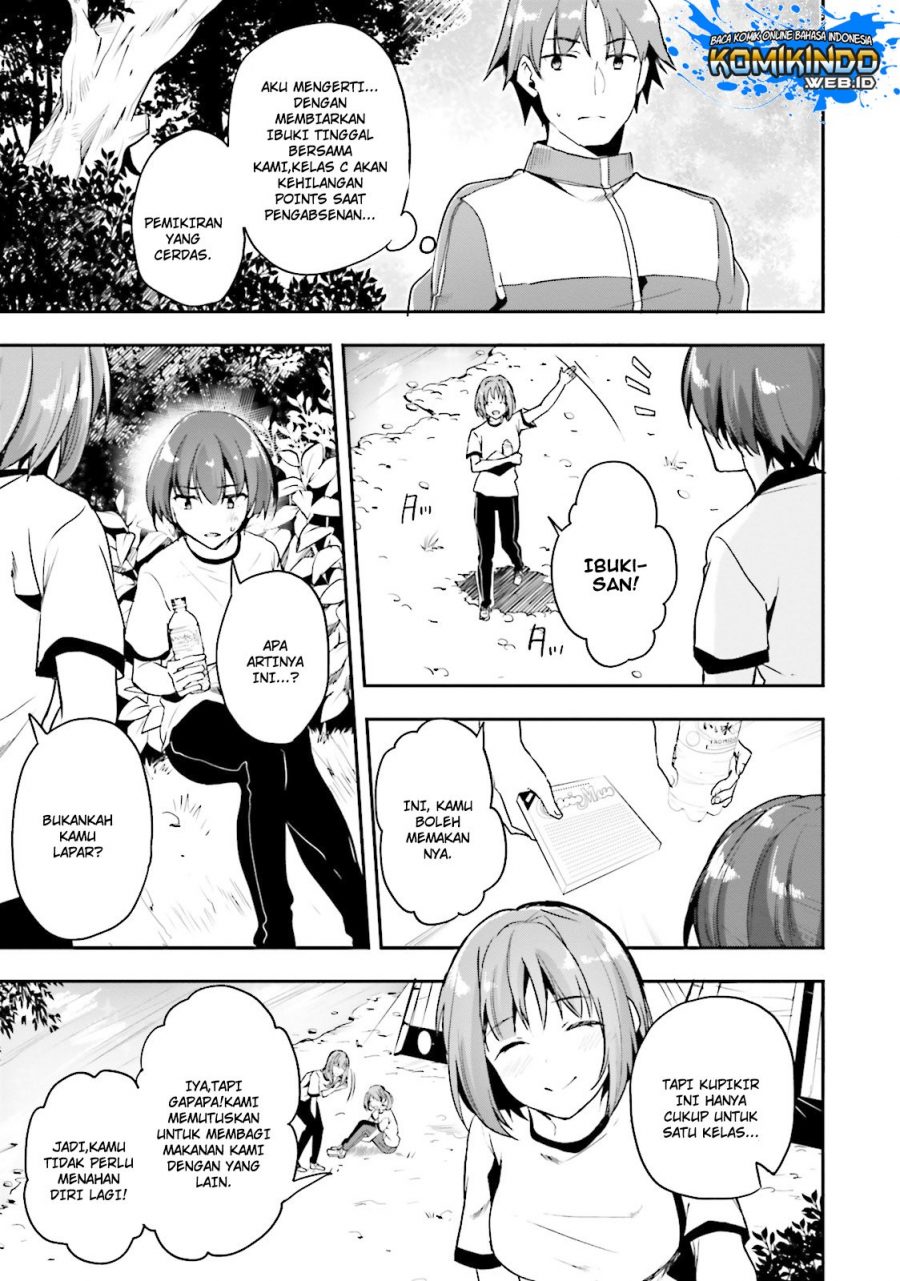 BACA KOMIK ONLINE BAHASA INDONESIA
KOMIKINDO
.WEB.ID
AKU MENGERTI...
DENGAN
MEMBIARKAN
IBUKI TINGGAL
BERSAMA
KAMI,KELAS C AKAN
KEHILANGAN
POINTS SAAT
PENGABSENAN...
PEMIKIRAN
YANG
CERDAS.
IBUKI-
SAN!
INI, KAMU
BOLEH
MEMAKAN
NYA.
APA
ARTINYA
INI...?
BUKANKAH
KAMU
LAPAR?
TAPI KUPIKIR
INI HANYA
CUKUP UNTUK
SATU KELAS...
IYA,TAPI
GAPAPA!KAMI
MEMUTUSKAN
UNTUK MEMBAGI
MAKANAN KAMI
DENGAN YANG
LAIN.
JADI,KAMU
TIDAK PERLU
MENAHAN
DIRI LAGI!